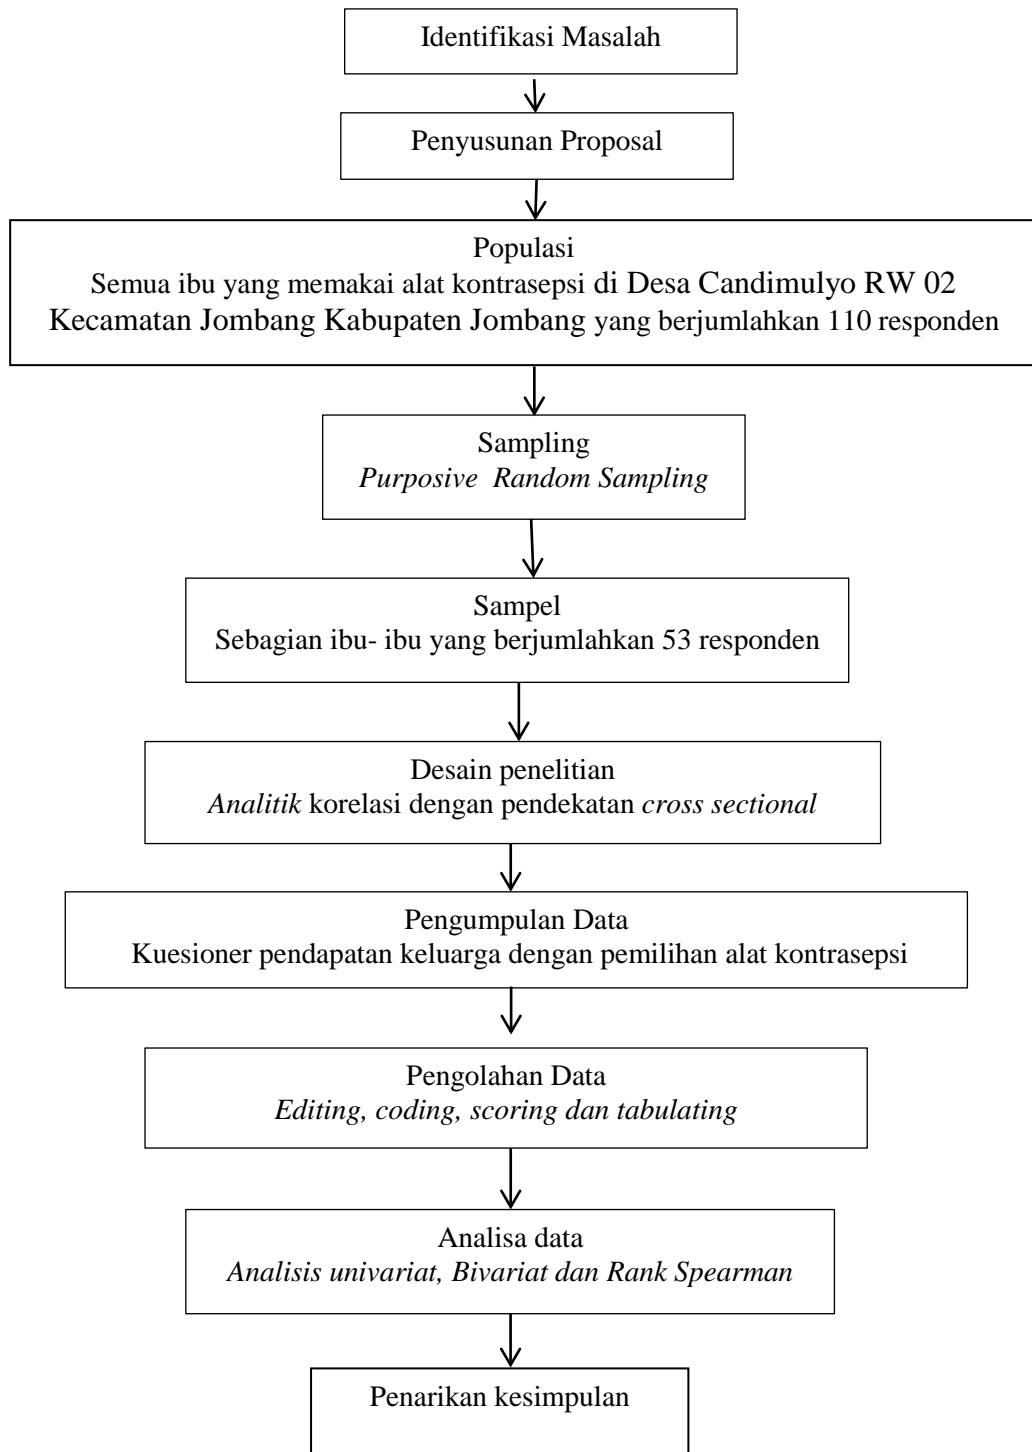 Identifikasi Masalah
Penyusunan Proposal
Populasi
Semua ibu yang memakai alat kontrasepsi di Desa Candimulyo RW 02
Kecamatan Jombang Kabupaten Jombang yang berjumlahkan 110 responden
Sampling
Purposive Random Sampling
Sampel
Sebagian ibu- ibu yang berjumlahkan 53 responden
Desain penelitian
Analitik korelasi dengan pendekatan cross sectional
Pengumpulan Data
Kuesioner pendapatan keluarga dengan pemilihan alat kontrasepsi
Pengolahan Data
Editing, coding, scoring dan tabulating
Analisa data
Analisis univariat, Bivariat dan Rank Spearman
Penarikan kesimpulan